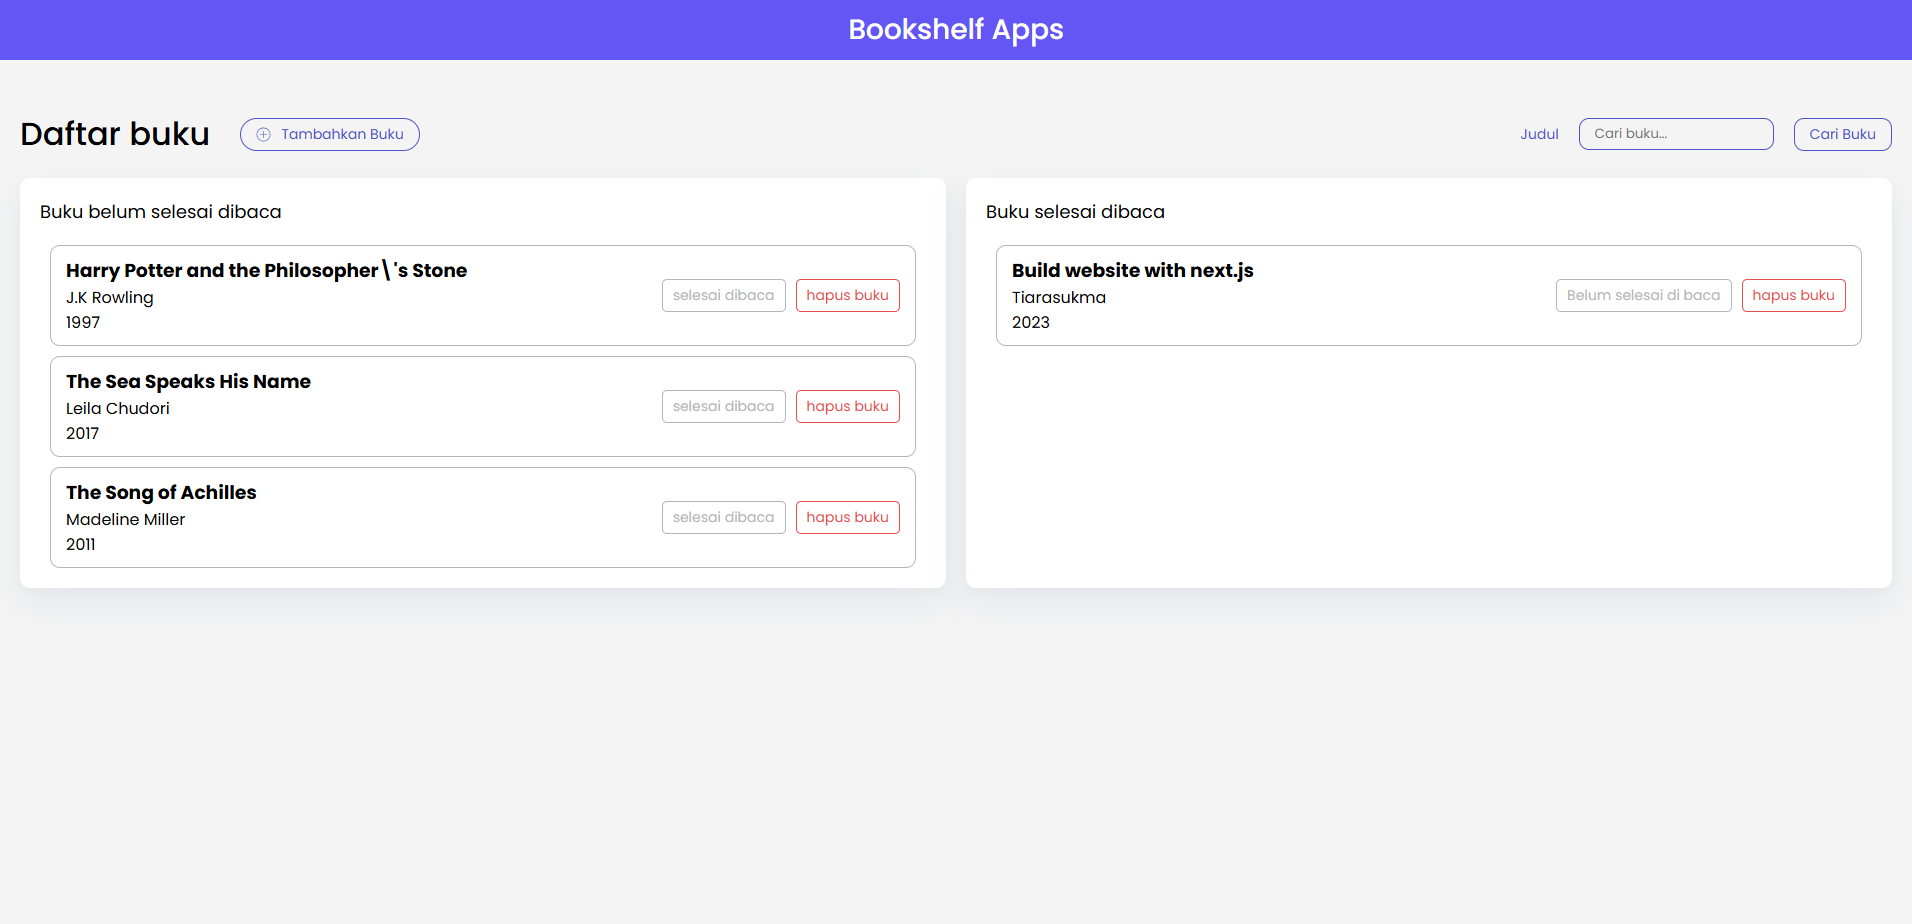 Bookshelf Apps
Daftar buku
Tambahkan Buku
Judul
Cari buku...
Cari Buku
Buku belum selesai dibaca
Harry Potter and the Philosopher\'s Stone
J.K Rowling
1997
selesai dibaca
hapus buku
The Sea Speaks His Name
Leila Chudori
2017
selesai dibaca
hapus buku
The Song of Achilles
Madeline Miller
2011
selesai dibaca
hapus buku
Buku selesai dibaca
Build website with next.js
Tiarasukma
2023
Belum selesai di baca
hapus buku